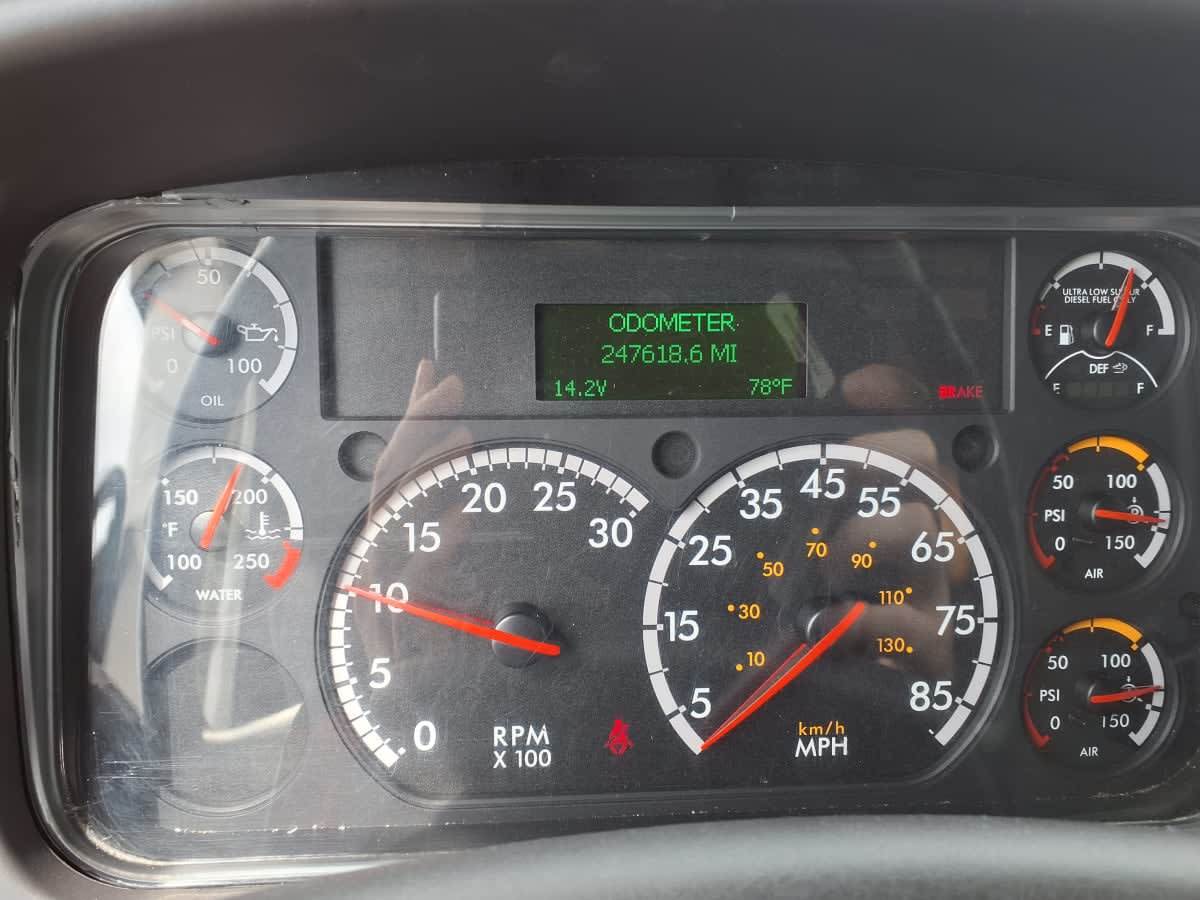 50
PSI
0
100
OIL
150
200
°F
100
250
WATER
ODOMETER
247618.6 MI
14.2V
78°F
BRAKE
ULTRA LOW SULFUR
DIESEL FUEL ONLY
E
F
DEF
E
F
0
5
10
15
20
25
30
RPM
X 100
5
15
25
35
45
55
65
75
85
10
30
50
70
90
110
130
km/h
MPH
50
100
PSI
0
150
AIR
50
100
PSI
0
150
AIR